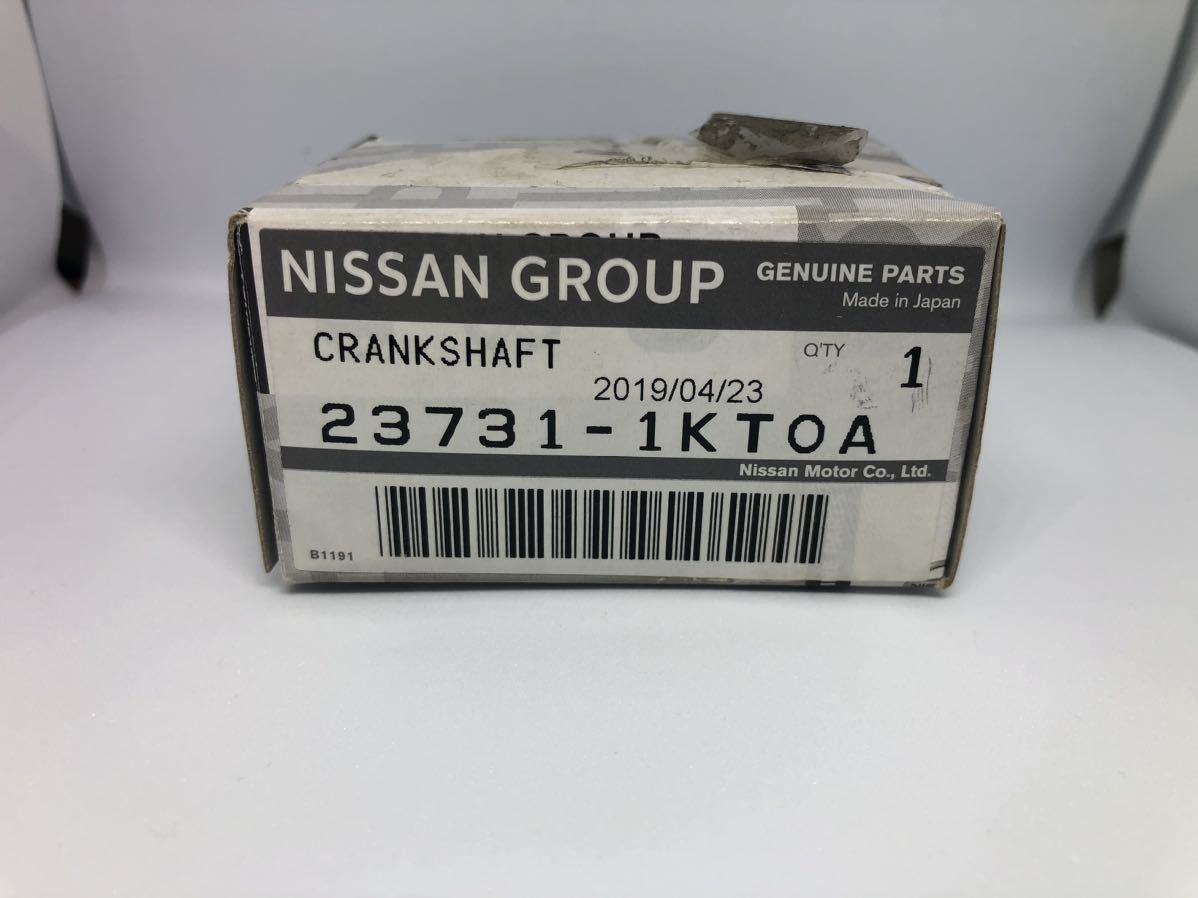 NISSAN GROUP
GENUINE PARTS
Made in Japan
CRANKSHAFT
Q'TY 1
2019/04/23
23731-1KT0A
Nissan Motor Co., Ltd.
B1191